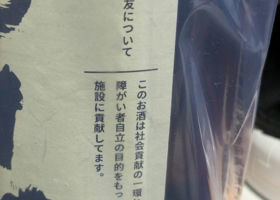 友について
このお酒は社会貢献の一環
障がい者自立の目的をもっ
施設に貢献してます。